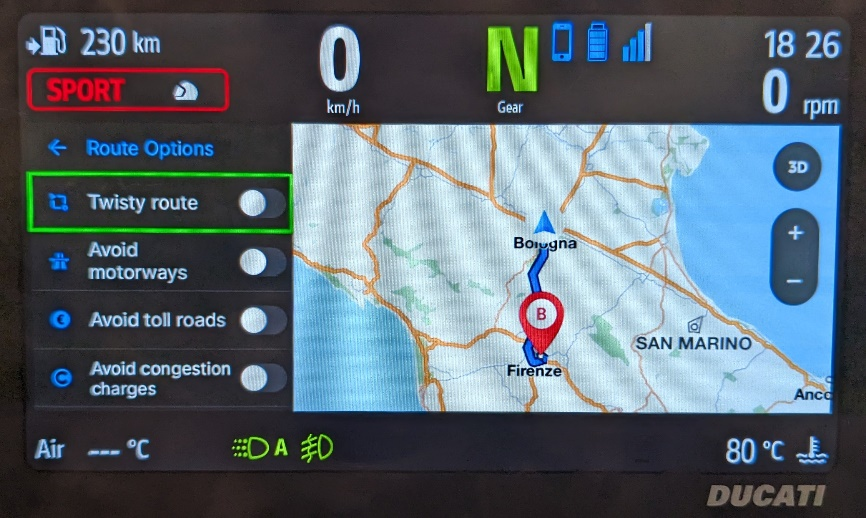 230 km
0
km/h
N
Gear
18 26
0 rpm
SPORT
Route Options
Twisty route
Avoid
motorways
€ Avoid toll roads
C Avoid congestion
charges
3D
+
−
Bologna
B
Firenze
SAN MARINO
Anco
Air --- °C
A
80 °C
DUCATI